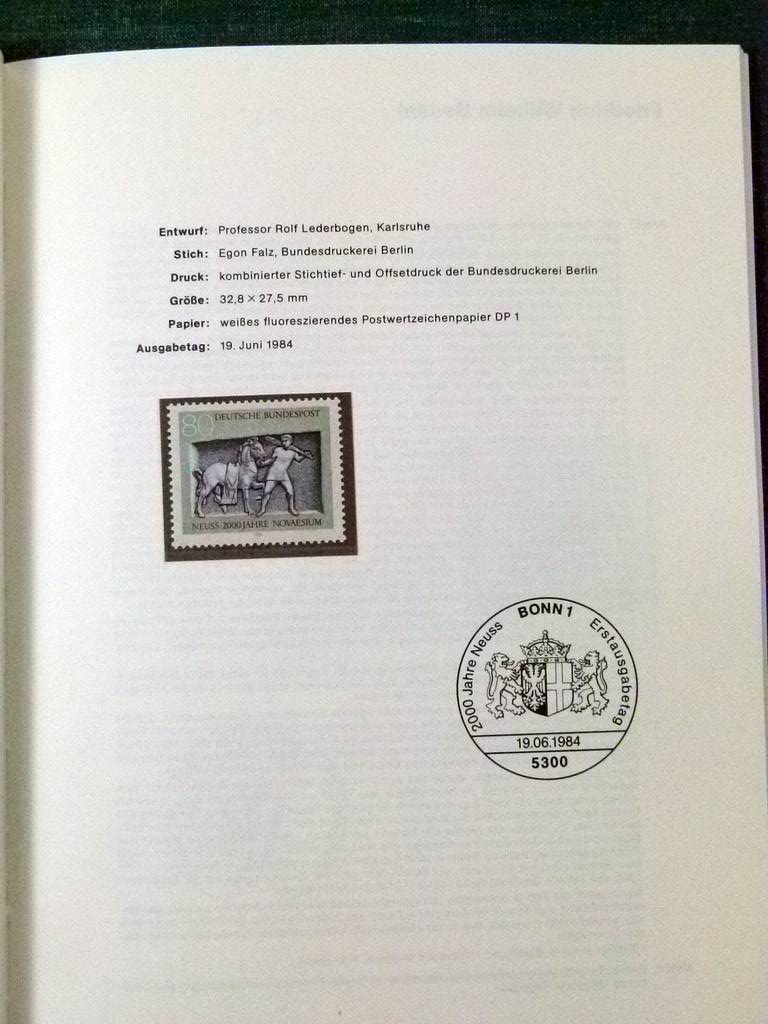 Entwurf: Professor Rolf Lederbogen, Karlsruhe
Stich: Egon Falz, Bundesdruckerei Berlin
Druck: kombinierter Stichtief- und Offsetdruck der Bundesdruckerei Berlin
Größe: 32,8 × 27,5 mm
Papier: weißes fluoreszierendes Postwertzeichenpapier DP 1
Ausgabetag: 19. Juni 1984
80 DEUTSCHE BUNDESPOST
NEUSS 2000 JAHRE NOVAESIUM
2000 Jahre Neuss BONN 1 Erstausgabetag
19.06.1984
5300